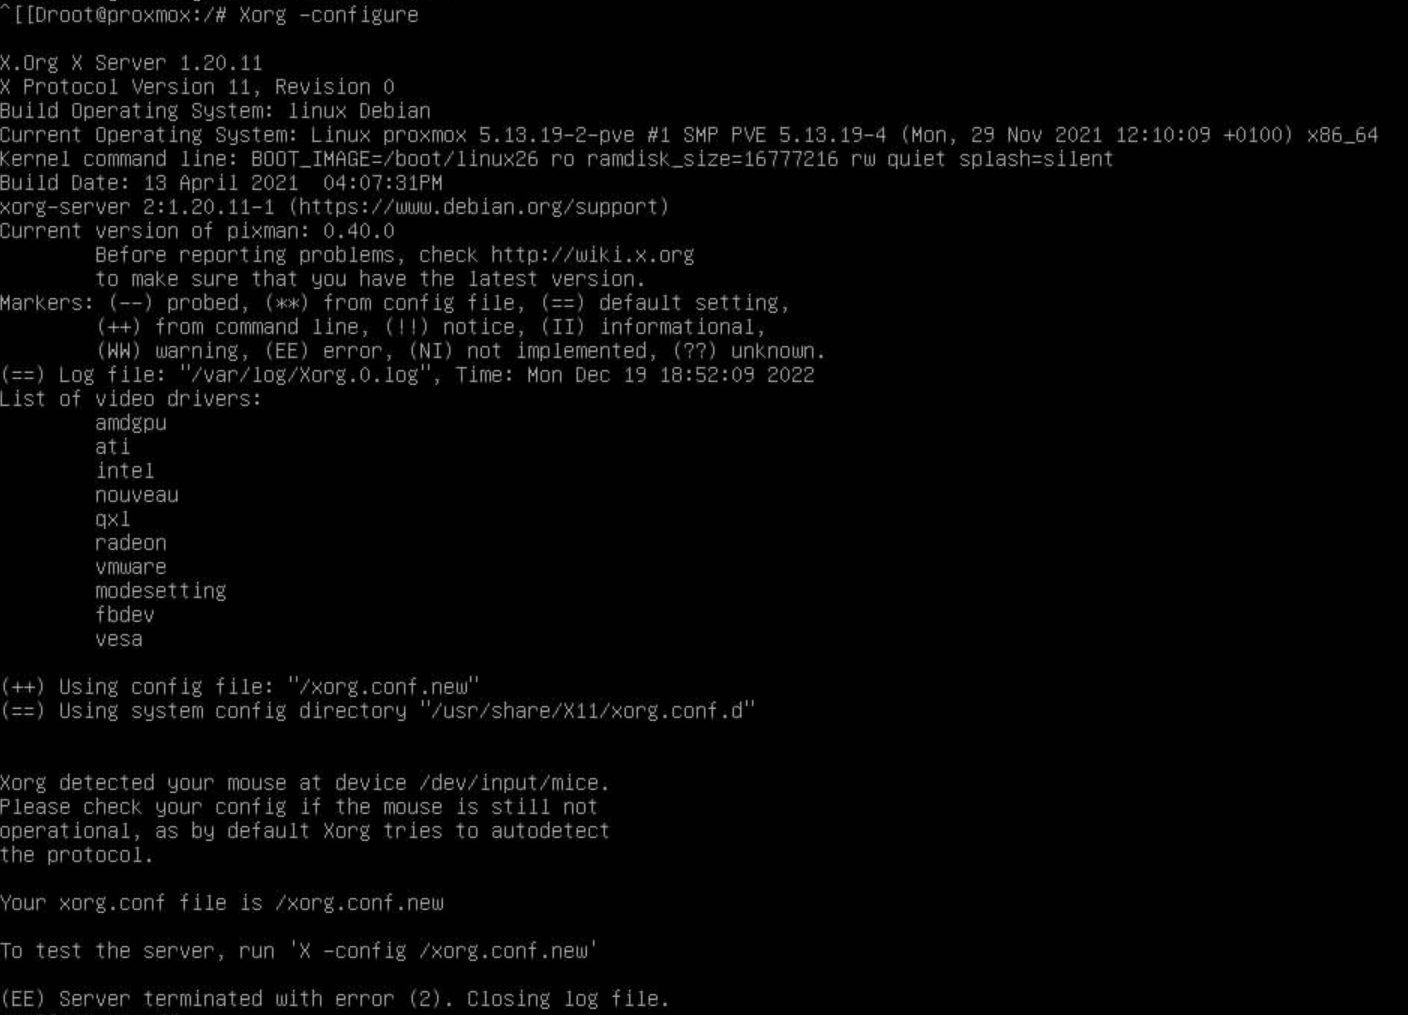 ^[[Droot@proxmox:/# Xorg -configure
X.Org X Server 1.20.11
X Protocol Version 11, Revision 0
Build Operating System: linux Debian
Current Operating System: Linux proxmox 5.13.19-2-pve #1 SMP PVE 5.13.19-4 (Mon, 29 Nov 2021 12:10:09 +0100) x86_64
Kernel command line: BOOT_IMAGE=/boot/linux26 ro ramdisk_size=16777216 rw quiet splash=silent
Build Date: 13 April 2021  04:07:31PM
xorg-server 2:1.20.11-1 (https://www.debian.org/support)
Current version of pixman: 0.40.0
Before reporting problems, check http://wiki.x.org
to make sure that you have the latest version.
Markers: (--) probed, (**) from config file, (==) default setting,
(++) from command line, (!!) notice, (II) informational,
(WW) warning, (EE) error, (NI) not implemented, (??) unknown.
(==) Log file: "/var/log/Xorg.0.log", Time: Mon Dec 19 18:52:09 2022
List of video drivers:
amdgpu
ati
intel
nouveau
qxl
radeon
vmware
modesetting
fbdev
vesa
(++) Using config file: "/xorg.conf.new"
(==) Using system config directory "/usr/share/X11/xorg.conf.d"
Xorg detected your mouse at device /dev/input/mice.
Please check your config if the mouse is still not
operational, as by default Xorg tries to autodetect
the protocol.
Your xorg.conf file is /xorg.conf.new
To test the server, run 'X -config /xorg.conf.new'
(EE) Server terminated with error (2). Closing log file.